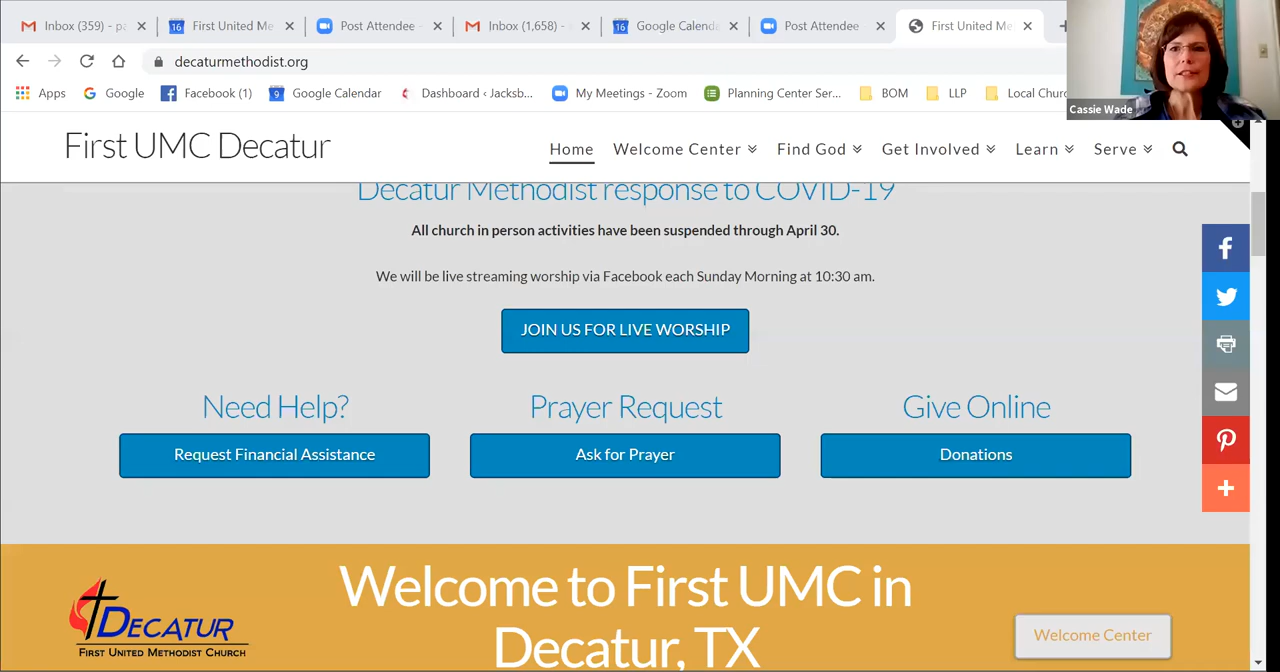 Inbox (359) - pa
First United Me
Post Attendee -
Inbox (1,658) -
Google Calenda
Post Attendee -
First United Me
decaturmethodist.org
Apps
Google
Facebook (1)
9
Google Calendar
Dashboard ‹ Jacksb...
My Meetings - Zoom
Planning Center Ser...
BOM
LLP
Local Churc
Cassie Wade
First UMC Decatur
Home
Welcome Center
Find God
Get Involved
Learn
Serve
Decatur Methodist response to COVID-19
All church in person activities have been suspended through April 30.
We will be live streaming worship via Facebook each Sunday Morning at 10:30 am.
JOIN US FOR LIVE WORSHIP
Need Help?
Prayer Request
Give Online
Request Financial Assistance
Ask for Prayer
Donations
Welcome to First UMC in
Decatur, TX
DECATUR
FIRST UNITED METHODIST CHURCH
Welcome Center